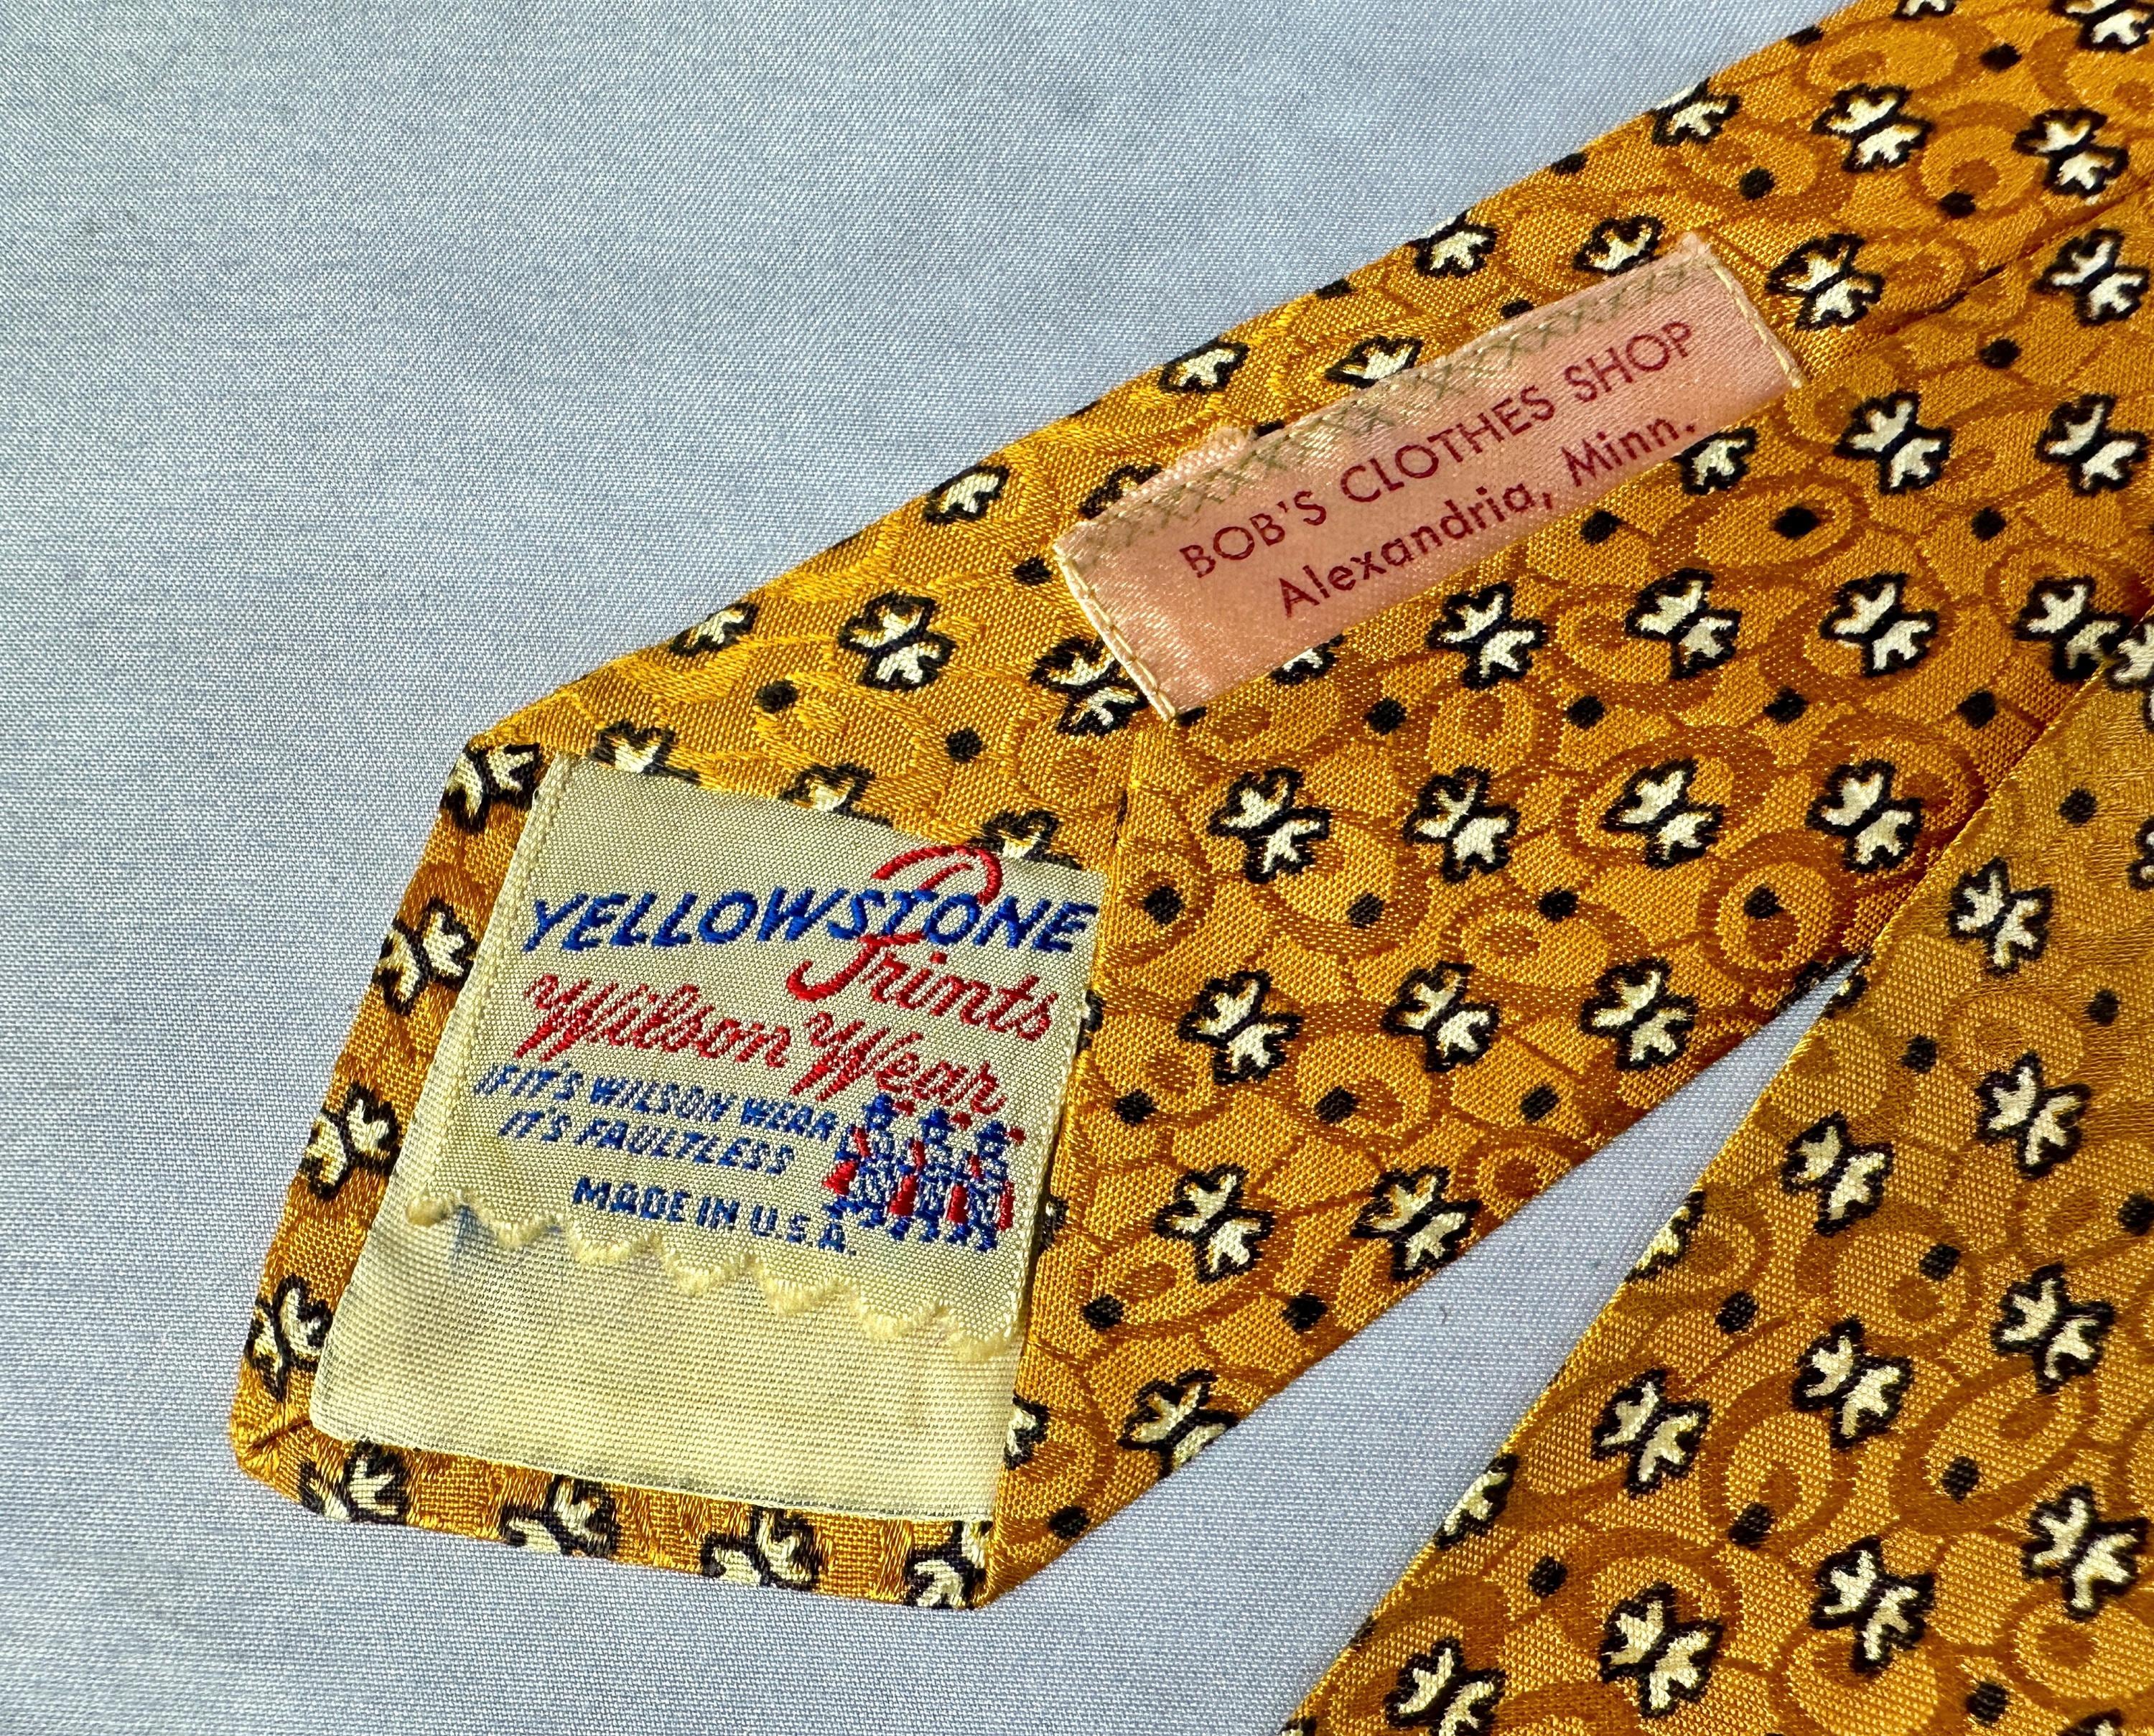 BOB'S CLOTHES SHOP
Alexandria, Minn.
YELLOWSTONE
Prints
Wilson Wear
IF IT'S WILSON WEAR
IT'S FAULTLESS
MADE IN U.S.A.